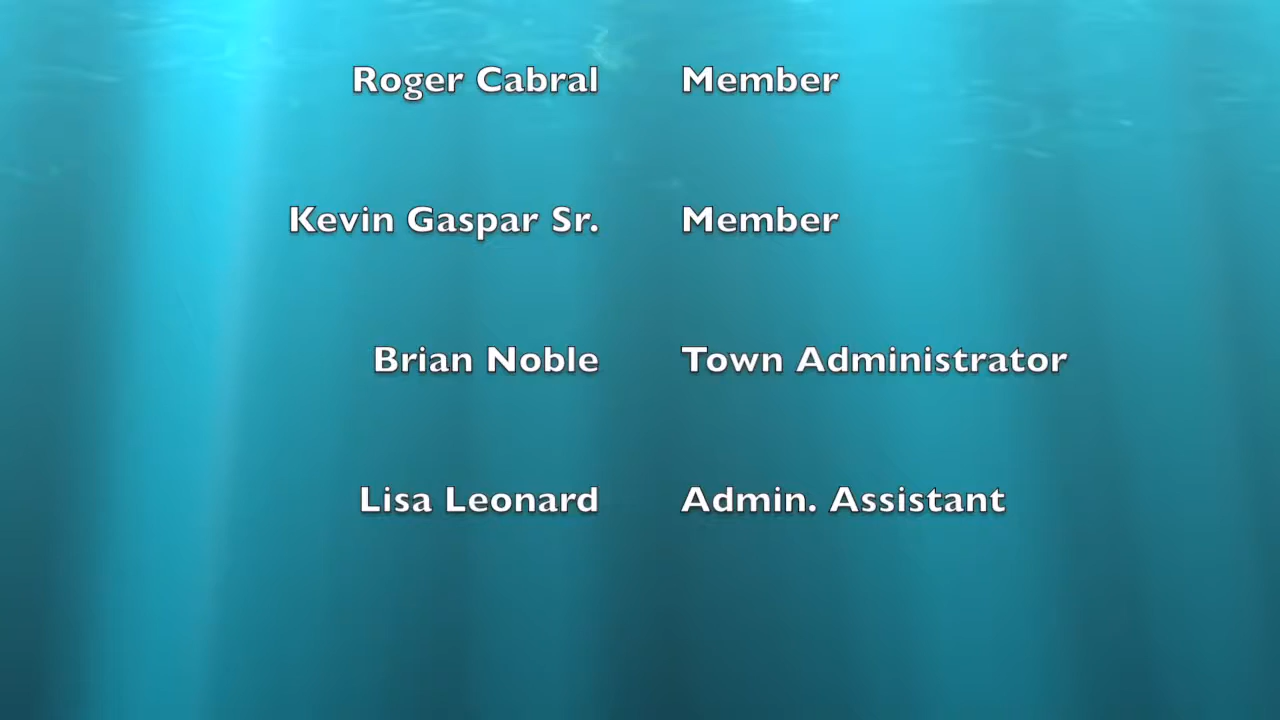 Roger Cabral Member
Kevin Gaspar Sr. Member
Brian Noble Town Administrator
Lisa Leonard Admin. Assistant